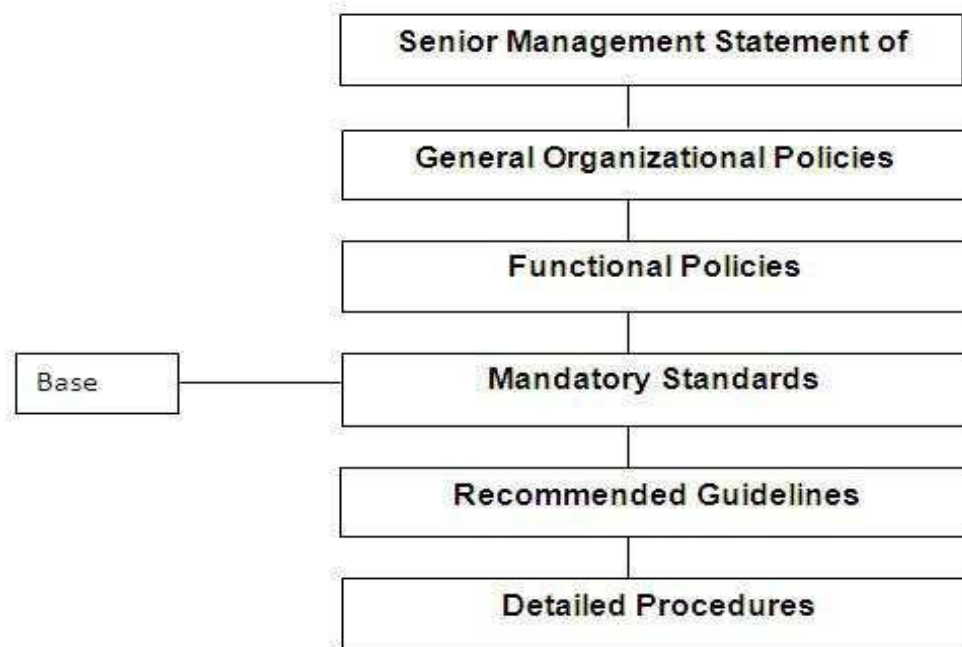 Senior Management Statement of
General Organizational Policies
Functional Policies
Base
Mandatory Standards
Recommended Guidelines
Detailed Procedures